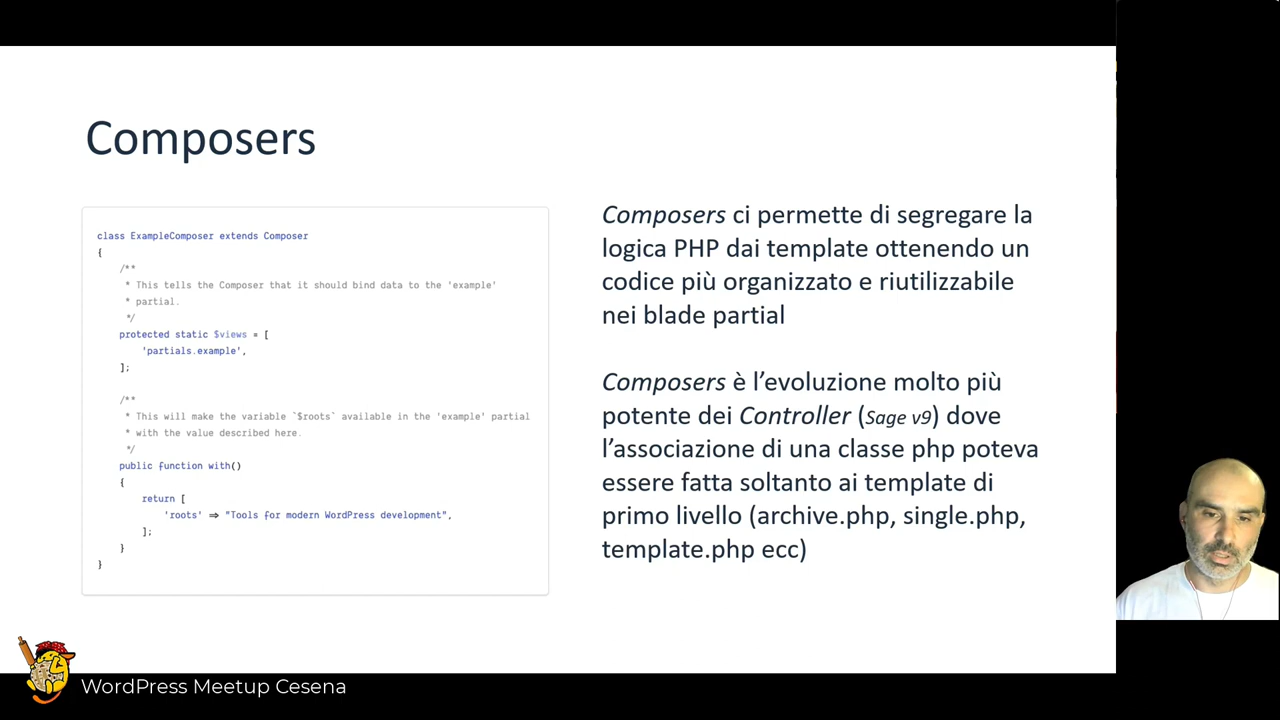 Composers
class ExampleComposer extends Composer
{
/**
* This tells the Composer that it should bind data to the 'example'
* partial.
*/
protected static $views = [
'partials.example',
];
/**
* This will make the variable `$roots` available in the 'example' partial
* with the value described here.
*/
public function with()
{
return [
'roots' => "Tools for modern WordPress development",
];
}
}
Composers ci permette di segregare la
logica PHP dai template ottenendo un
codice più organizzato e riutilizzabile
nei blade partial
Composers è l’evoluzione molto più
potente dei Controller (Sage v9) dove
l’associazione di una classe php poteva
essere fatta soltanto ai template di
primo livello (archive.php, single.php,
template.php ecc)
WordPress Meetup Cesena